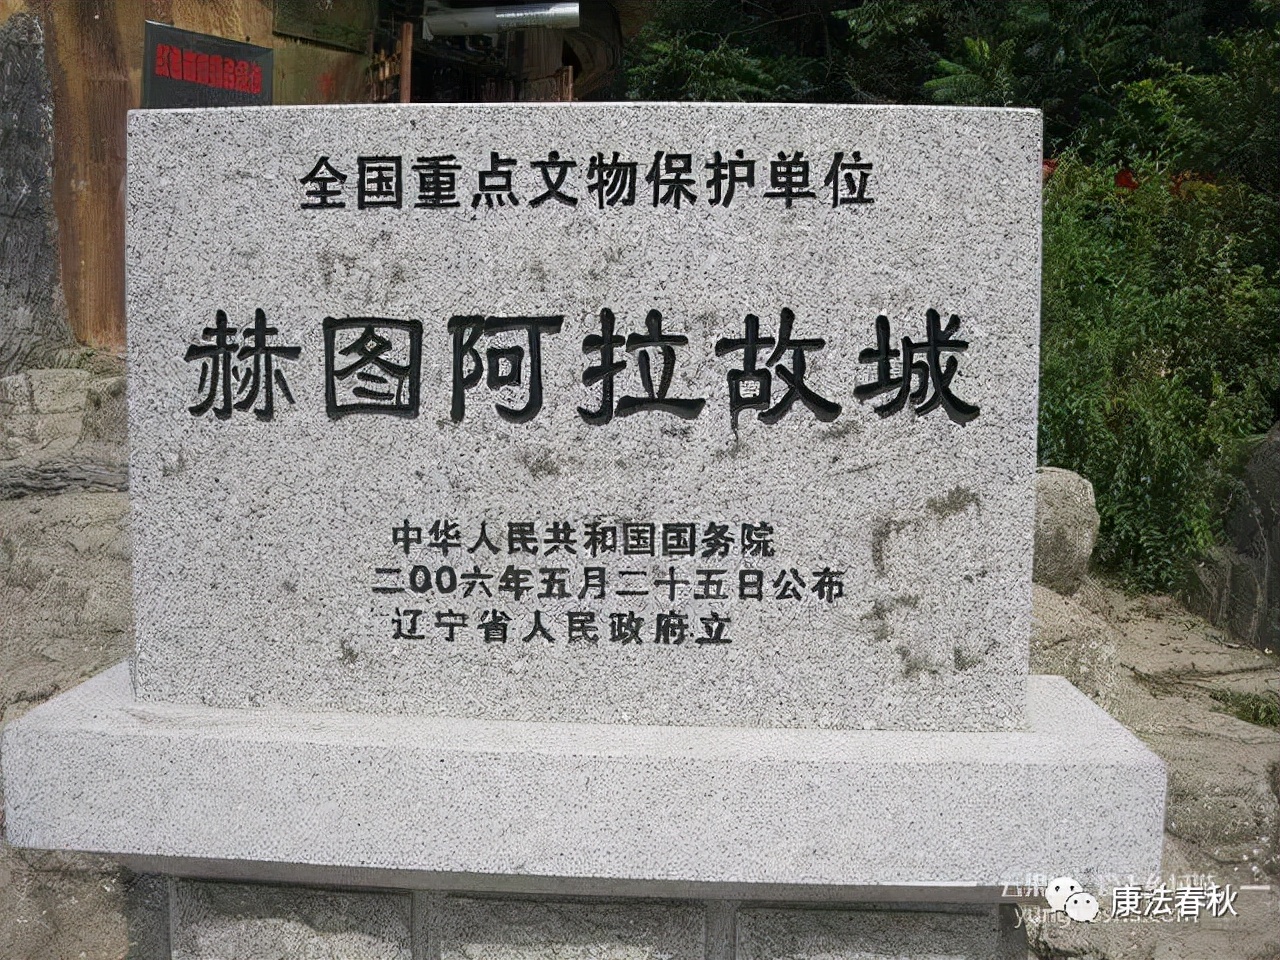 全国重点文物保护单位
赫图阿拉故城
中华人民共和国国务院
二00六年五月二十五日公布
辽宁省人民政府立
康法春秋